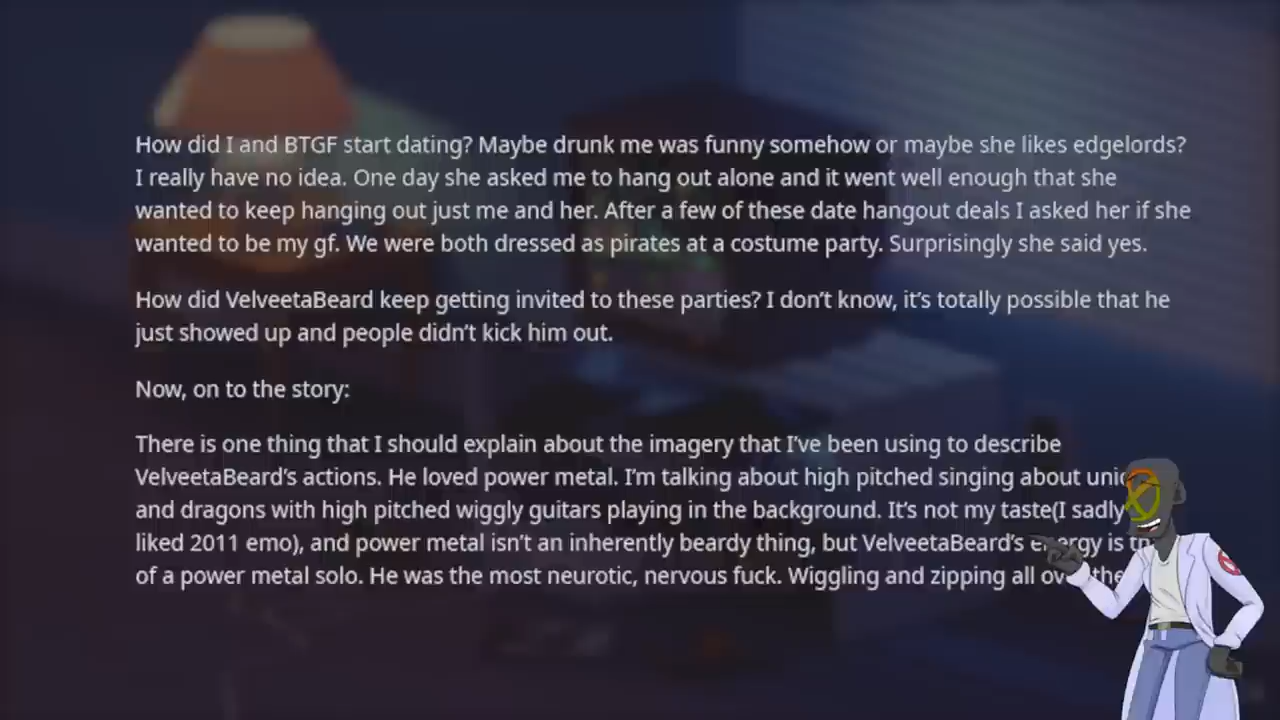 How did I and BTGF start dating? Maybe drunk me was funny somehow or maybe she likes edgelords?
I really have no idea. One day she asked me to hang out alone and it went well enough that she
wanted to keep hanging out just me and her. After a few of these date hangout deals I asked her if she
wanted to be my gf. We were both dressed as pirates at a costume party. Surprisingly she said yes.
How did VelveetaBeard keep getting invited to these parties? I don’t know, it’s totally possible that he
just showed up and people didn’t kick him out.
Now, on to the story:
There is one thing that I should explain about the imagery that I’ve been using to describe
VelveetaBeard’s actions. He loved power metal. I’m talking about high pitched singing about
and dragons with high pitched wiggly guitars playing in the background. It’s not my taste(I sadly
liked 2011 emo), and power metal isn’t an inherently beardy thing, but VelveetaBeard’s energy is
of a power metal solo. He was the most neurotic, nervous fuck. Wiggling and zipping all over